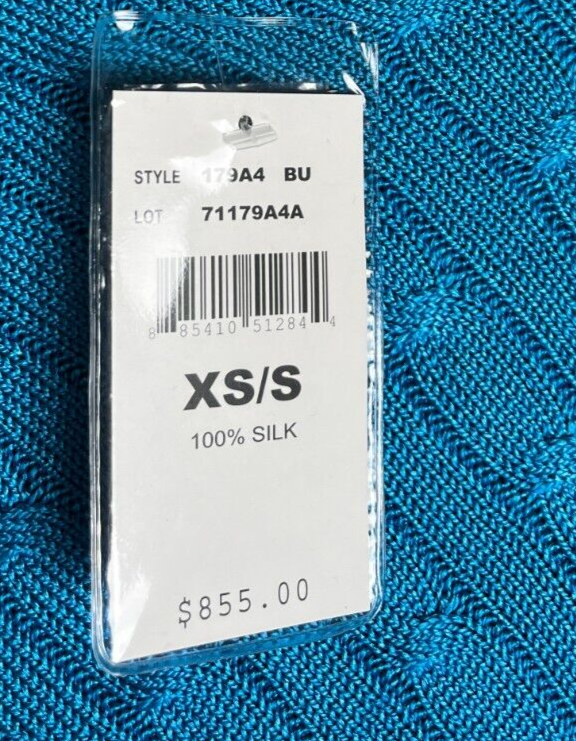 STYLE 179A4 BU
LOT 71179A4A
8 85410 51284 4
XS/S
100% SILK
$855.00